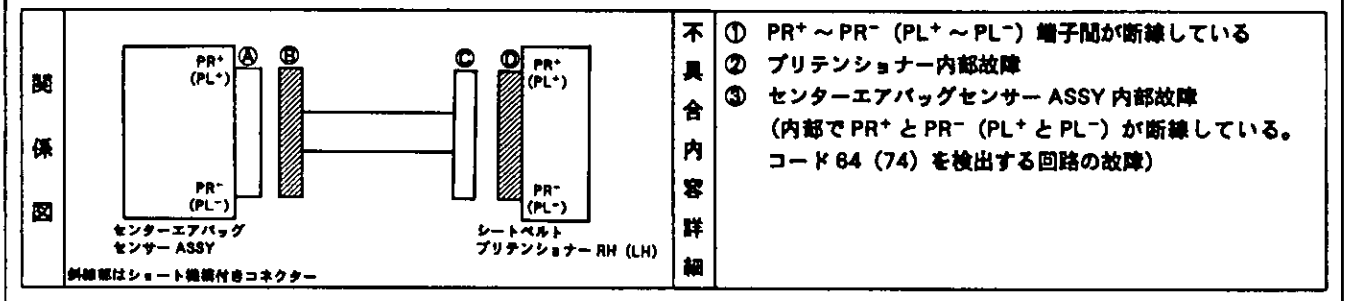 関係図
PR⁺
(PL⁺)
Ⓐ
Ⓑ
Ⓒ
Ⓓ
PR⁺
(PL⁺)
PR⁻
(PL⁻)
PR⁻
(PL⁻)
センターエアバッグ
センサー ASSY
シートベルト
プリテンショナー RH (LH)
斜線部はショート機構付きコネクター
不具合内容詳細
① PR⁺ ~ PR⁻ (PL⁺ ~ PL⁻) 端子間が断線している
② プリテンショナー内部故障
③ センターエアバッグセンサー ASSY 内部故障
(内部で PR⁺ と PR⁻ (PL⁺ と PL⁻) が断線している。
コード 64 (74) を検出する回路の故障)